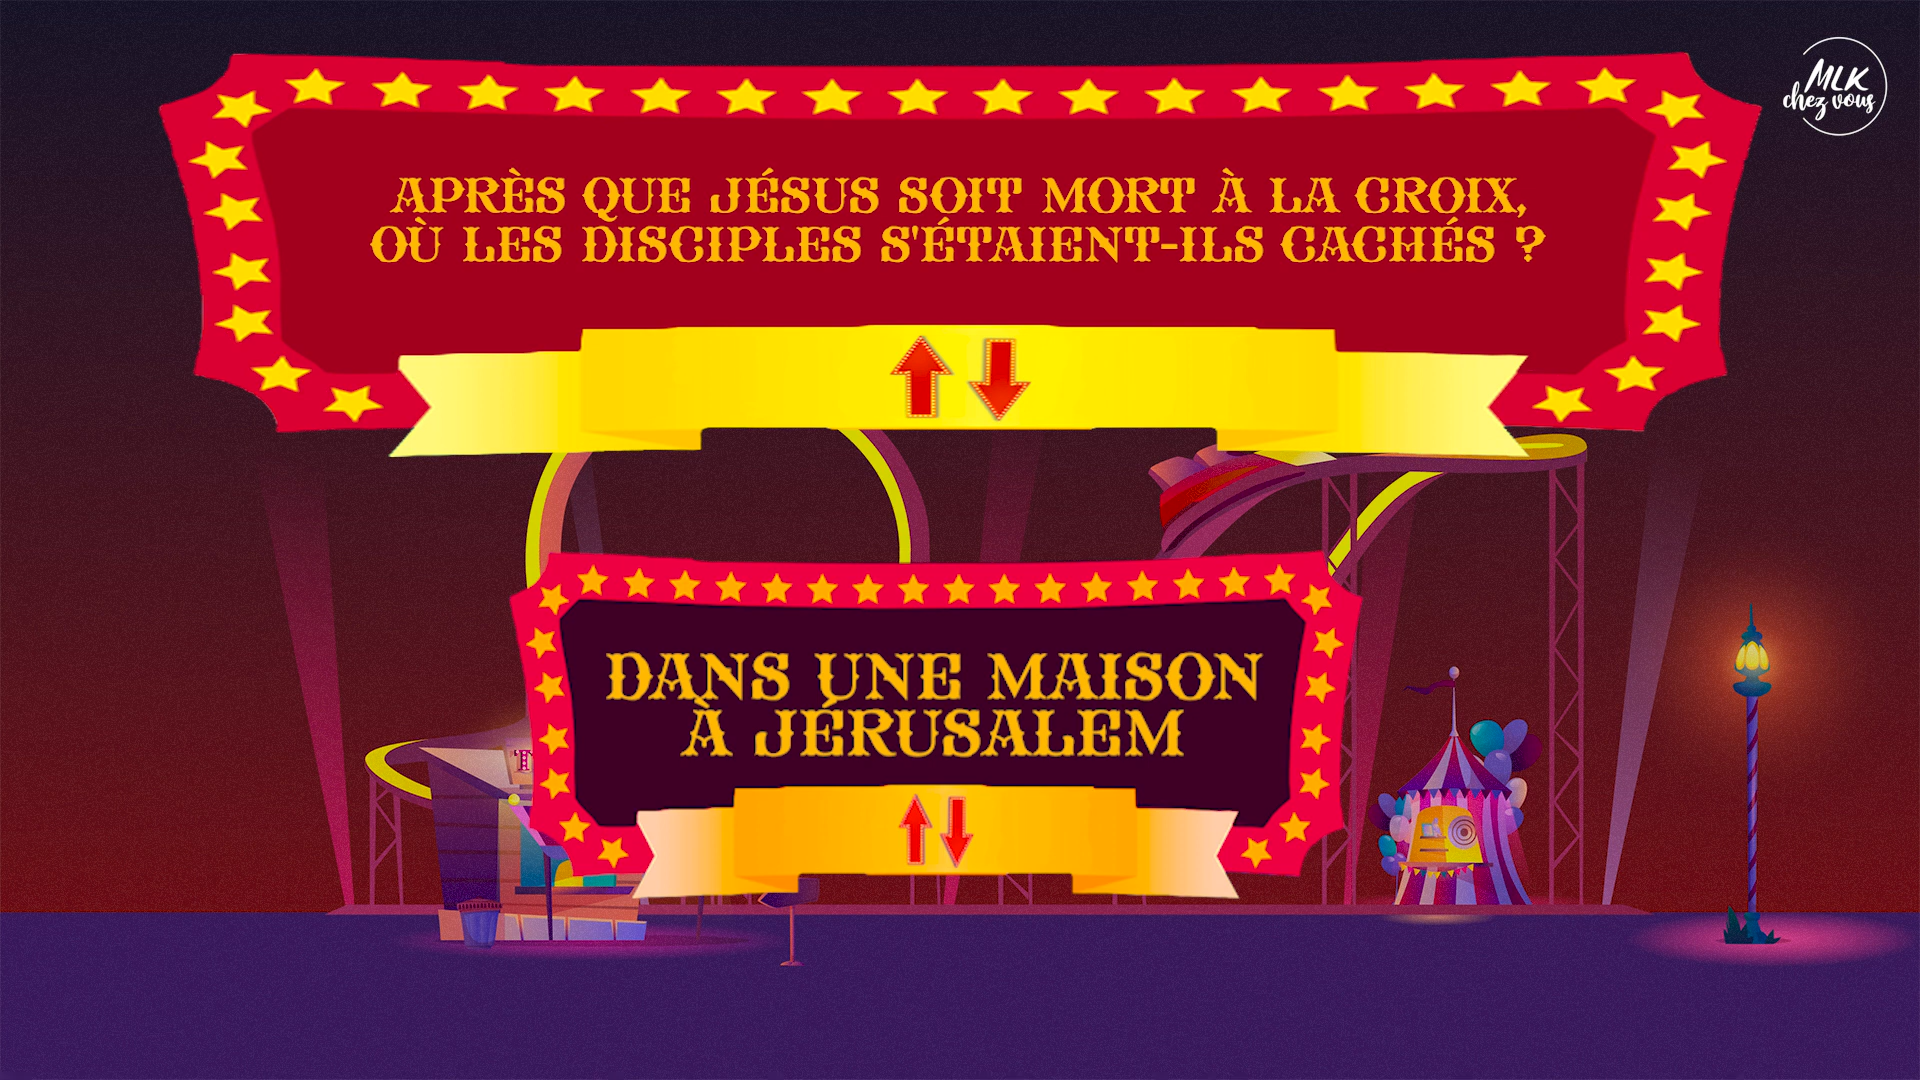 MLK
chez vous
APRÈS QUE JÉSUS SOIT MORT À LA CROIX,
OÙ LES DISCIPLES S'ÉTAIENT-ILS CACHÉS ?
DANS UNE MAISON
À JÉRUSALEM